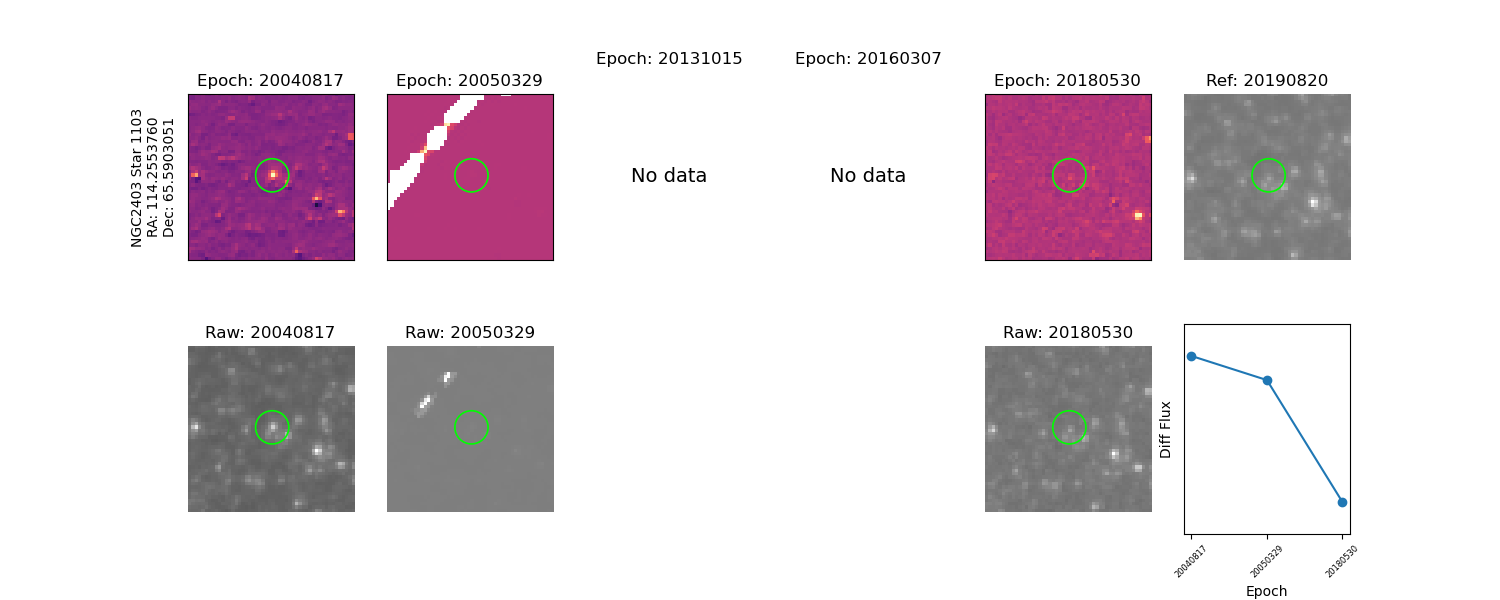 Epoch: 20131015
Epoch: 20160307
Epoch: 20040817
Epoch: 20050329
Epoch: 20180530
Ref: 20190820
NGC2403 Star 1103
RA: 114.2553760
Dec: 65.5903051
No data
No data
Raw: 20040817
Raw: 20050329
Raw: 20180530
Diff Flux
20040817
20050329
20180530
Epoch